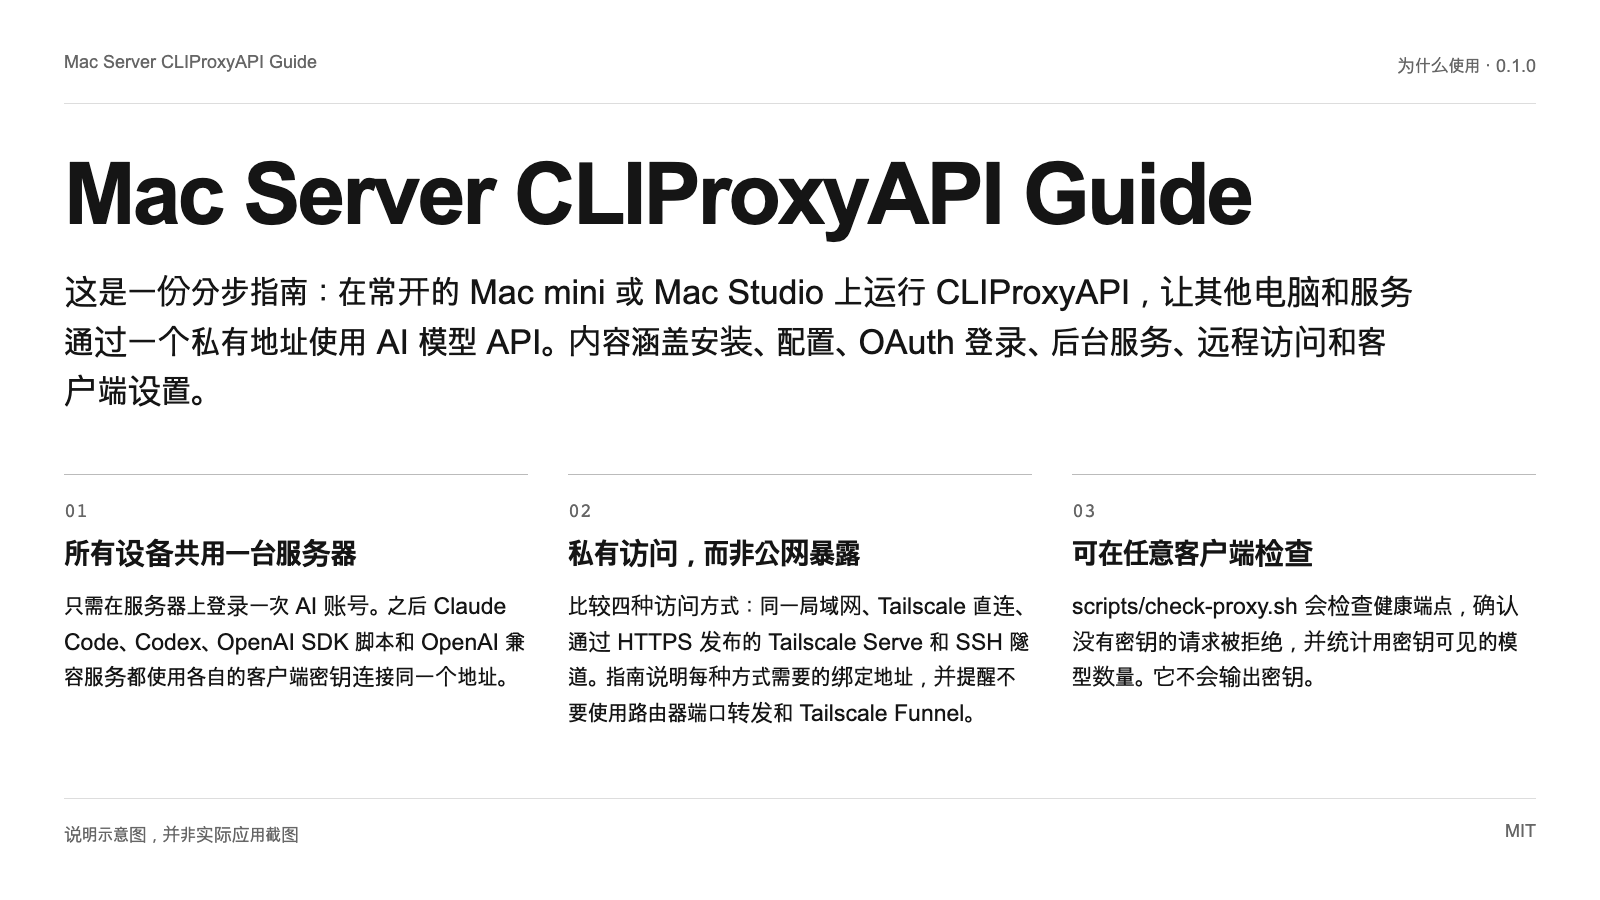 Mac Server CLIProxyAPI Guide
为什么使用 · 0.1.0
Mac Server CLIProxyAPI Guide
这是一份分步指南：在常开的 Mac mini 或 Mac Studio 上运行 CLIProxyAPI，让其他电脑和服务
通过一个私有地址使用 AI 模型 API。内容涵盖安装、配置、OAuth 登录、后台服务、远程访问和客
户端设置。
01
所有设备共用一台服务器
只需在服务器上登录一次 AI 账号。之后 Claude
Code、Codex、OpenAI SDK 脚本和 OpenAI 兼
容服务都使用各自的客户端密钥连接同一个地址。
02
私有访问，而非公网暴露
比较四种访问方式：同一局域网、Tailscale 直连、
通过 HTTPS 发布的 Tailscale Serve 和 SSH 隧
道。指南说明每种方式需要的绑定地址，并提醒不
要使用路由器端口转发和 Tailscale Funnel。
03
可在任意客户端检查
scripts/check-proxy.sh 会检查健康端点，确认
没有密钥的请求被拒绝，并统计用密钥可见的模
型数量。它不会输出密钥。
说明示意图，并非实际应用截图
MIT